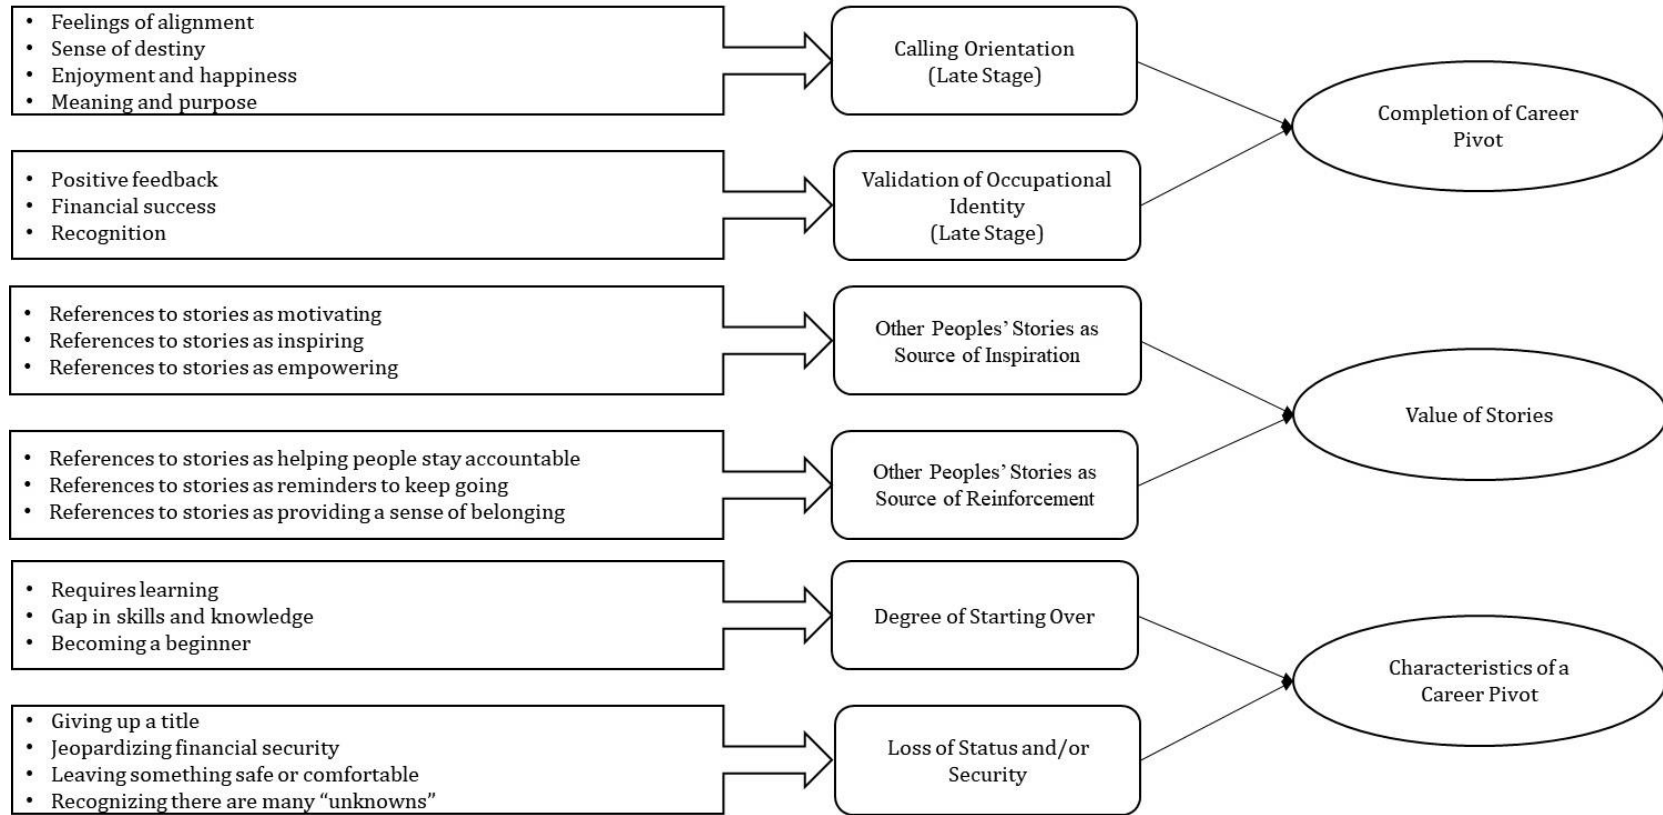 • Feelings of alignment
• Sense of destiny
• Enjoyment and happiness
• Meaning and purpose
Calling Orientation
(Late Stage)
Completion of Career
Pivot
• Positive feedback
• Financial success
• Recognition
Validation of Occupational
Identity
(Late Stage)
• References to stories as motivating
• References to stories as inspiring
• References to stories as empowering
Other Peoples’ Stories as
Source of Inspiration
Value of Stories
• References to stories as helping people stay accountable
• References to stories as reminders to keep going
• References to stories as providing a sense of belonging
Other Peoples’ Stories as
Source of Reinforcement
• Requires learning
• Gap in skills and knowledge
• Becoming a beginner
Degree of Starting Over
Characteristics of a
Career Pivot
• Giving up a title
• Jeopardizing financial security
• Leaving something safe or comfortable
• Recognizing there are many “unknowns”
Loss of Status and/or
Security